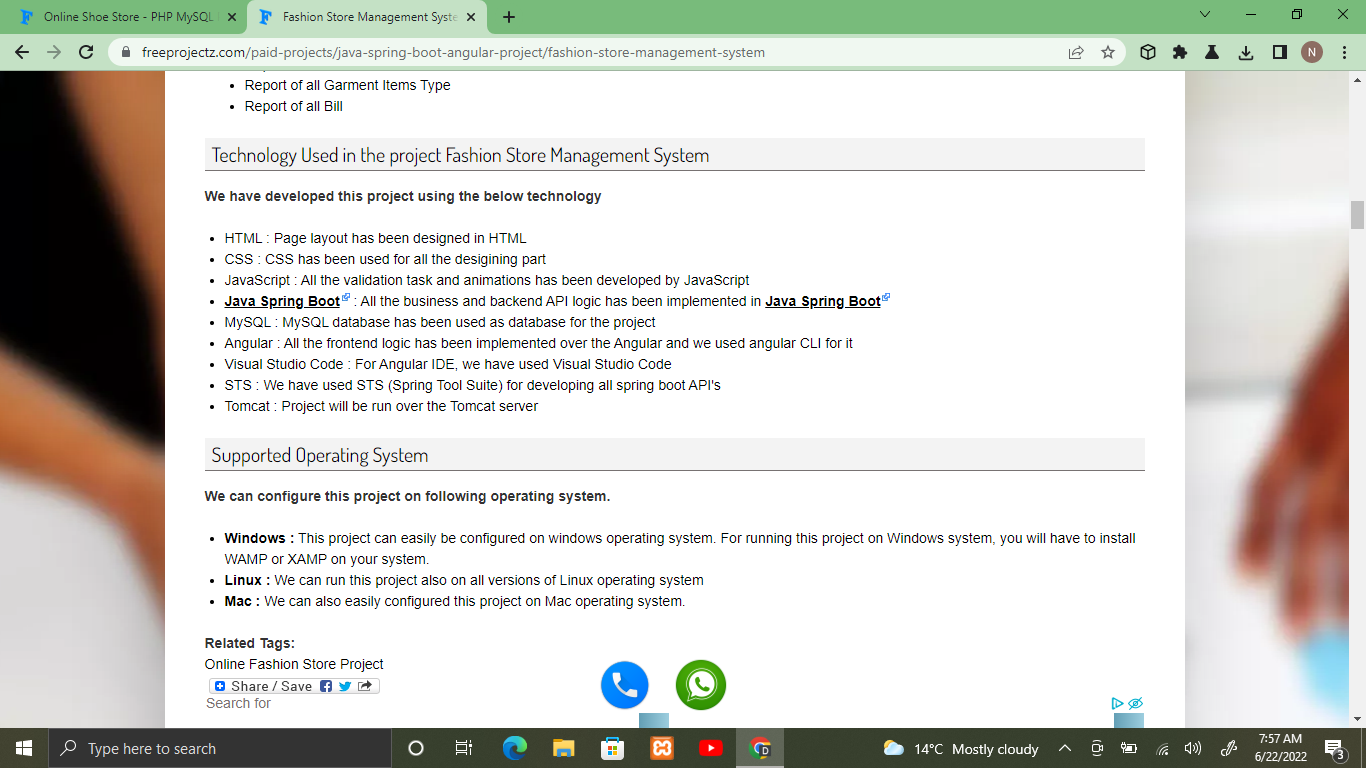 Online Shoe Store - PHP MySQL
Fashion Store Management Syste
freeprojectz.com/paid-projects/java-spring-boot-angular-project/fashion-store-management-system
N
Report of all Garment Items Type
Report of all Bill
Technology Used in the project Fashion Store Management System
We have developed this project using the below technology
HTML : Page layout has been designed in HTML
CSS : CSS has been used for all the desigining part
JavaScript : All the validation task and animations has been developed by JavaScript
Java Spring Boot : All the business and backend API logic has been implemented in Java Spring Boot
MySQL : MySQL database has been used as database for the project
Angular : All the frontend logic has been implemented over the Angular and we used angular CLI for it
Visual Studio Code : For Angular IDE, we have used Visual Studio Code
STS : We have used STS (Spring Tool Suite) for developing all spring boot API's
Tomcat : Project will be run over the Tomcat server
Supported Operating System
We can configure this project on following operating system.
Windows : This project can easily be configured on windows operating system. For running this project on Windows system, you will have to install
WAMP or XAMP on your system.
Linux : We can run this project also on all versions of Linux operating system
Mac : We can also easily configured this project on Mac operating system.
Related Tags:
Online Fashion Store Project
Share / Save
Search for
Type here to search
14°C Mostly cloudy
7:57 AM
6/22/2022
3